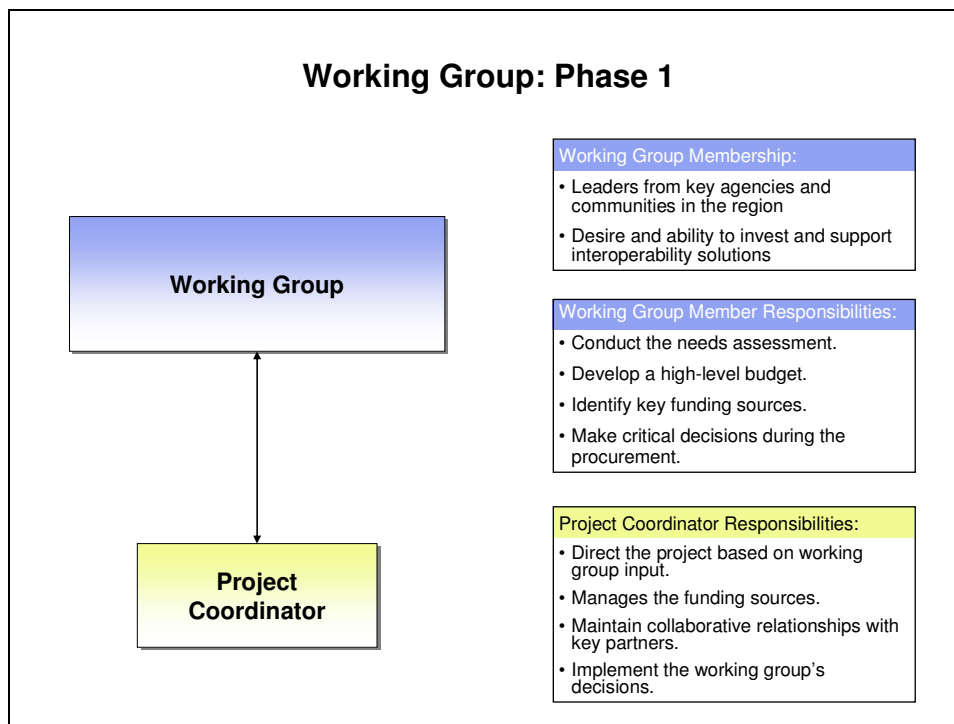 Working Group: Phase 1
Working Group
Project
Coordinator
Working Group Membership:
• Leaders from key agencies and
communities in the region
• Desire and ability to invest and support
interoperability solutions
Working Group Member Responsibilities:
• Conduct the needs assessment.
• Develop a high-level budget.
• Identify key funding sources.
• Make critical decisions during the
procurement.
Project Coordinator Responsibilities:
• Direct the project based on working
group input.
• Manages the funding sources.
• Maintain collaborative relationships with
key partners.
• Implement the working group’s
decisions.